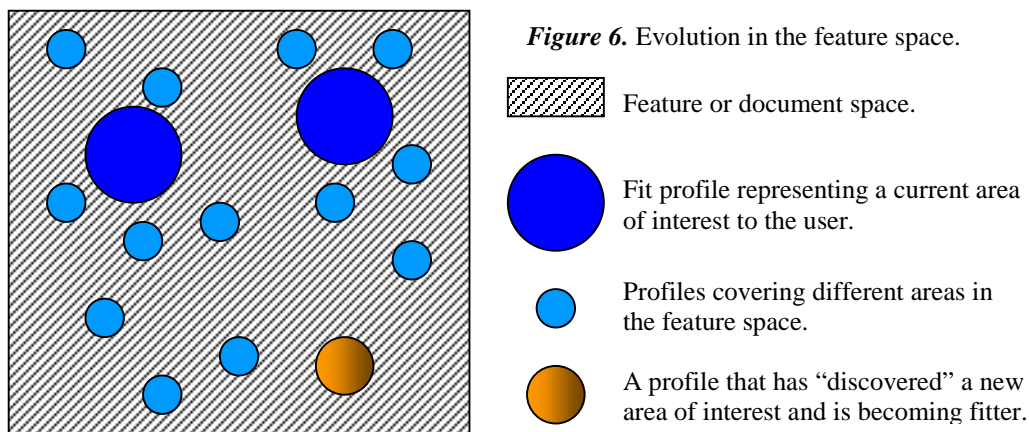 Figure 6. Evolution in the feature space.
Feature or document space.
Fit profile representing a current area
of interest to the user.
Profiles covering different areas in
the feature space.
A profile that has “discovered” a new
area of interest and is becoming fitter.